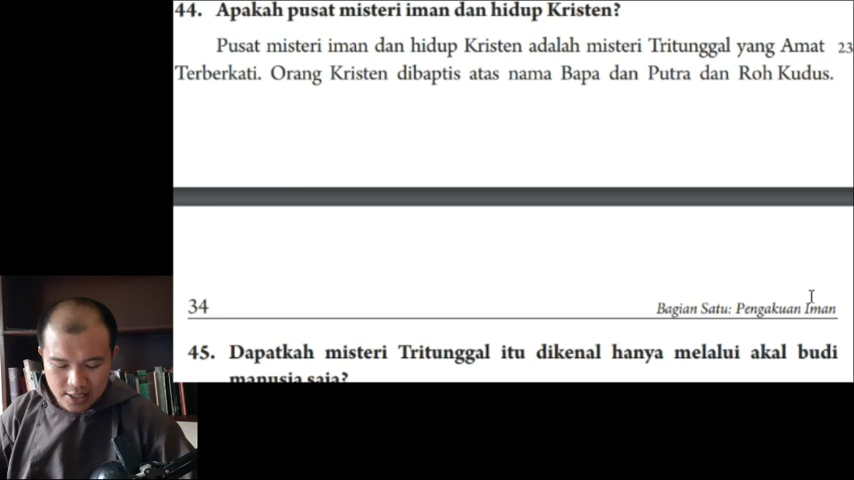 44. Apakah pusat misteri iman dan hidup Kristen?
Pusat misteri iman dan hidup Kristen adalah misteri Tritunggal yang Amat 23
Terberkati. Orang Kristen dibaptis atas nama Bapa dan Putra dan Roh Kudus.
34
Bagian Satu: Pengakuan Iman
45. Dapatkah misteri Tritunggal itu dikenal hanya melalui akal budi
manusia saja?